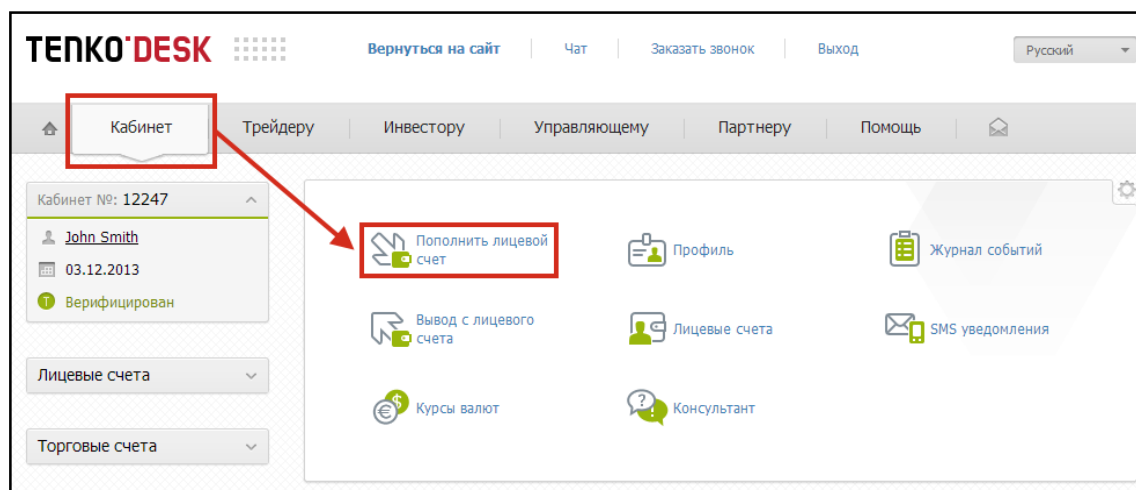 TENKO DESK
Вернуться на сайт
Чат
Заказать звонок
Выход
Русский
Кабинет
Трейдеру
Инвестору
Управляющему
Партнеру
Помощь
Кабинет №: 12247
John Smith
03.12.2013
T Верифицирован
Лицевые счета
Торговые счета
Пополнить лицевой
счет
Профиль
Журнал событий
Вывод с лицевого
счета
Лицевые счета
SMS уведомления
Курсы валют
Консультант